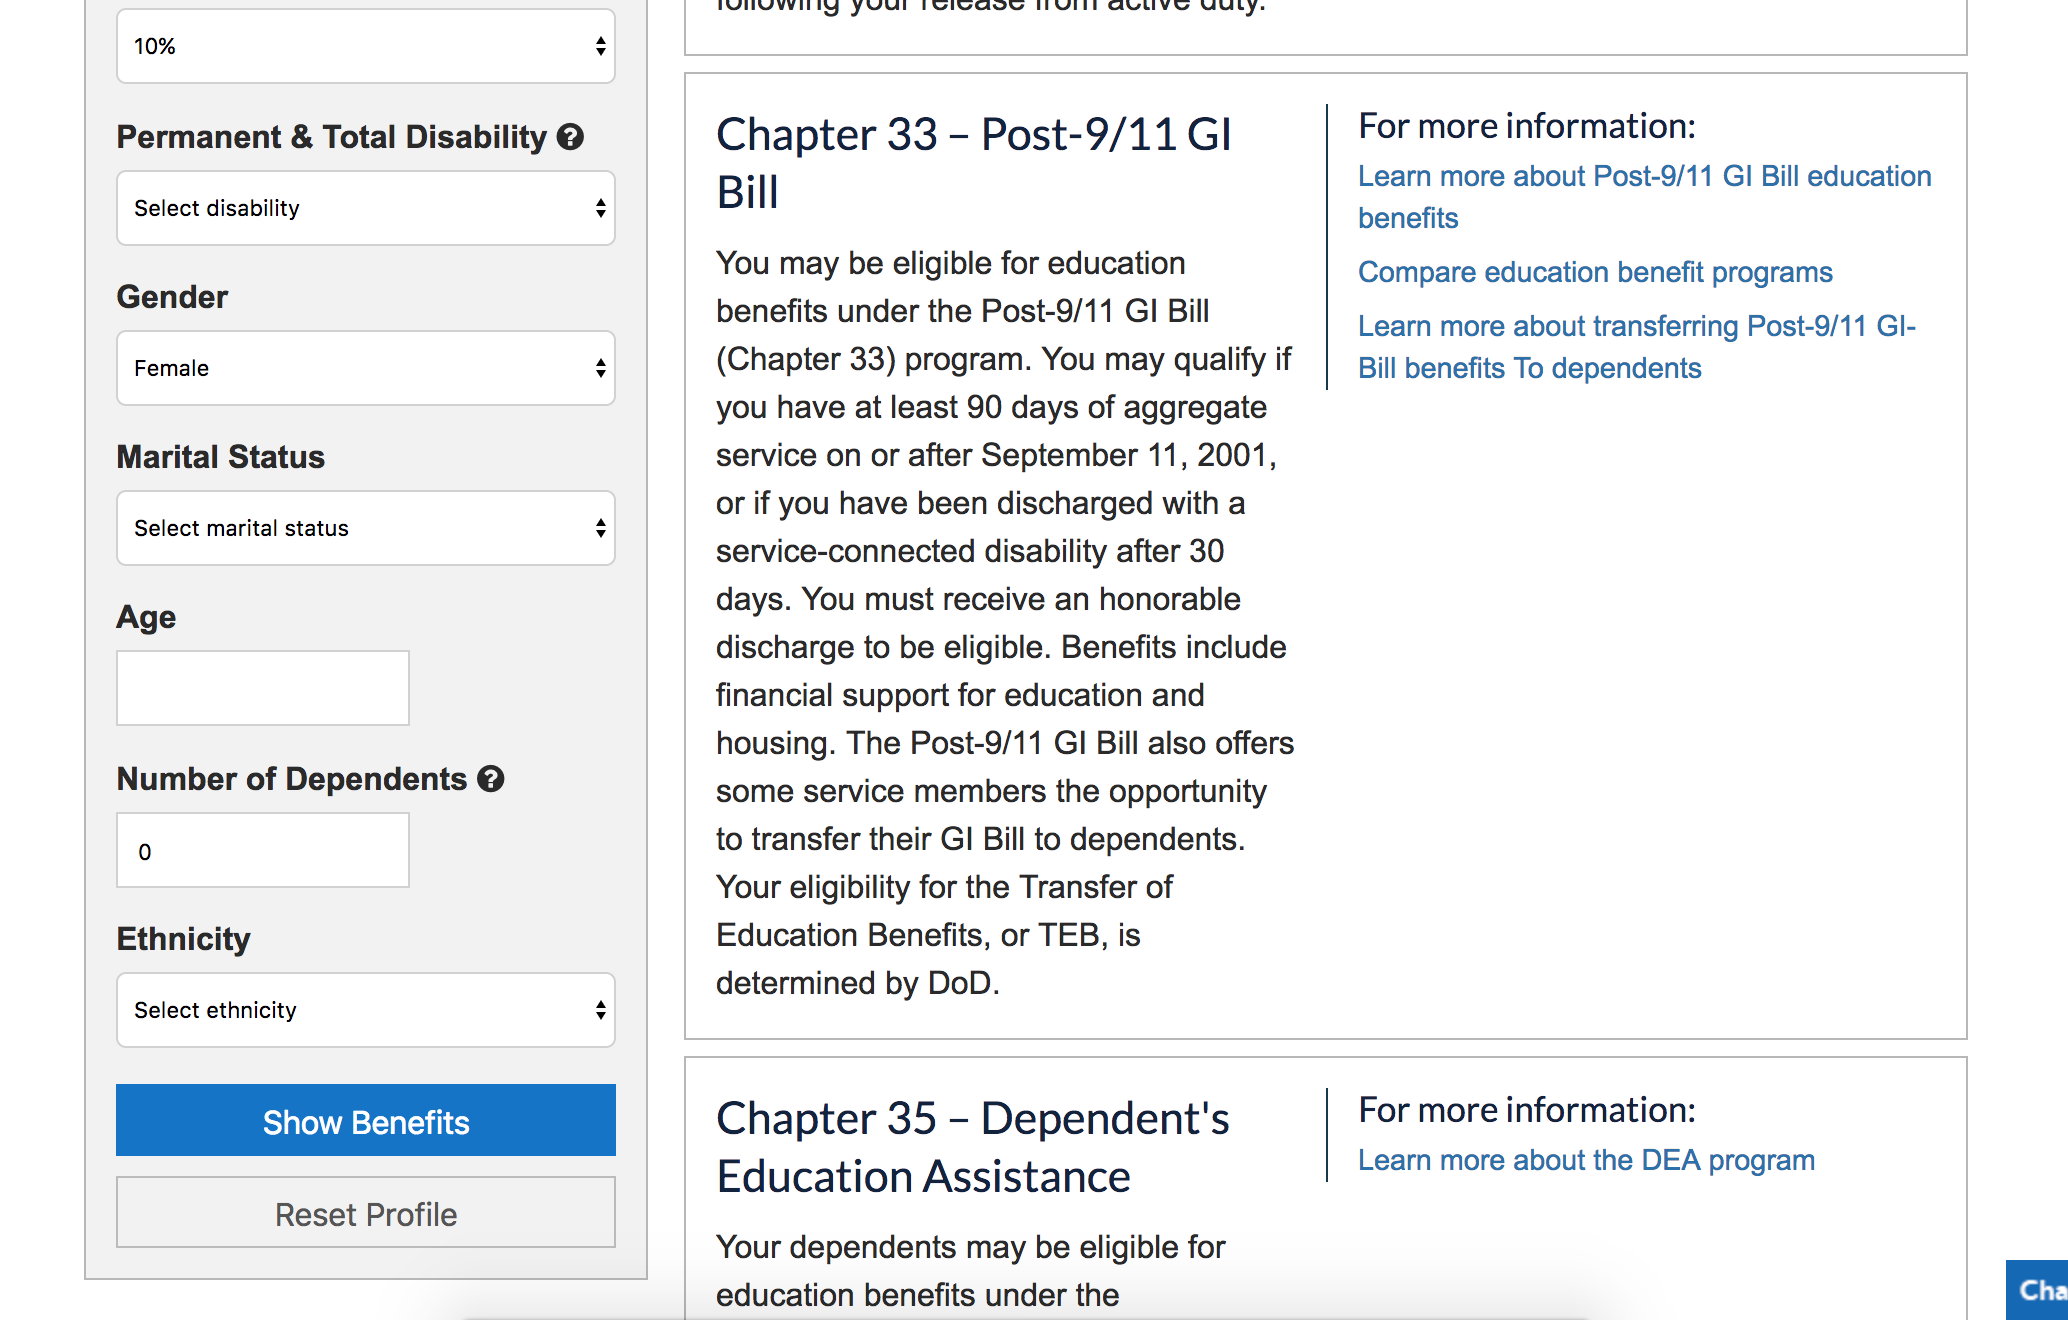 10%
Permanent & Total Disability
Select disability
Gender
Female
Marital Status
Select marital status
Age
Number of Dependents
0
Ethnicity
Select ethnicity
Show Benefits
Reset Profile
following your release from active duty.
Chapter 33 – Post-9/11 GI
Bill
You may be eligible for education
benefits under the Post-9/11 GI Bill
(Chapter 33) program. You may qualify if
you have at least 90 days of aggregate
service on or after September 11, 2001,
or if you have been discharged with a
service-connected disability after 30
days. You must receive an honorable
discharge to be eligible. Benefits include
financial support for education and
housing. The Post-9/11 GI Bill also offers
some service members the opportunity
to transfer their GI Bill to dependents.
Your eligibility for the Transfer of
Education Benefits, or TEB, is
determined by DoD.
For more information:
Learn more about Post-9/11 GI Bill education
benefits
Compare education benefit programs
Learn more about transferring Post-9/11 GI-
Bill benefits To dependents
Chapter 35 – Dependent's
Education Assistance
Your dependents may be eligible for
education benefits under the
For more information:
Learn more about the DEA program
Cha